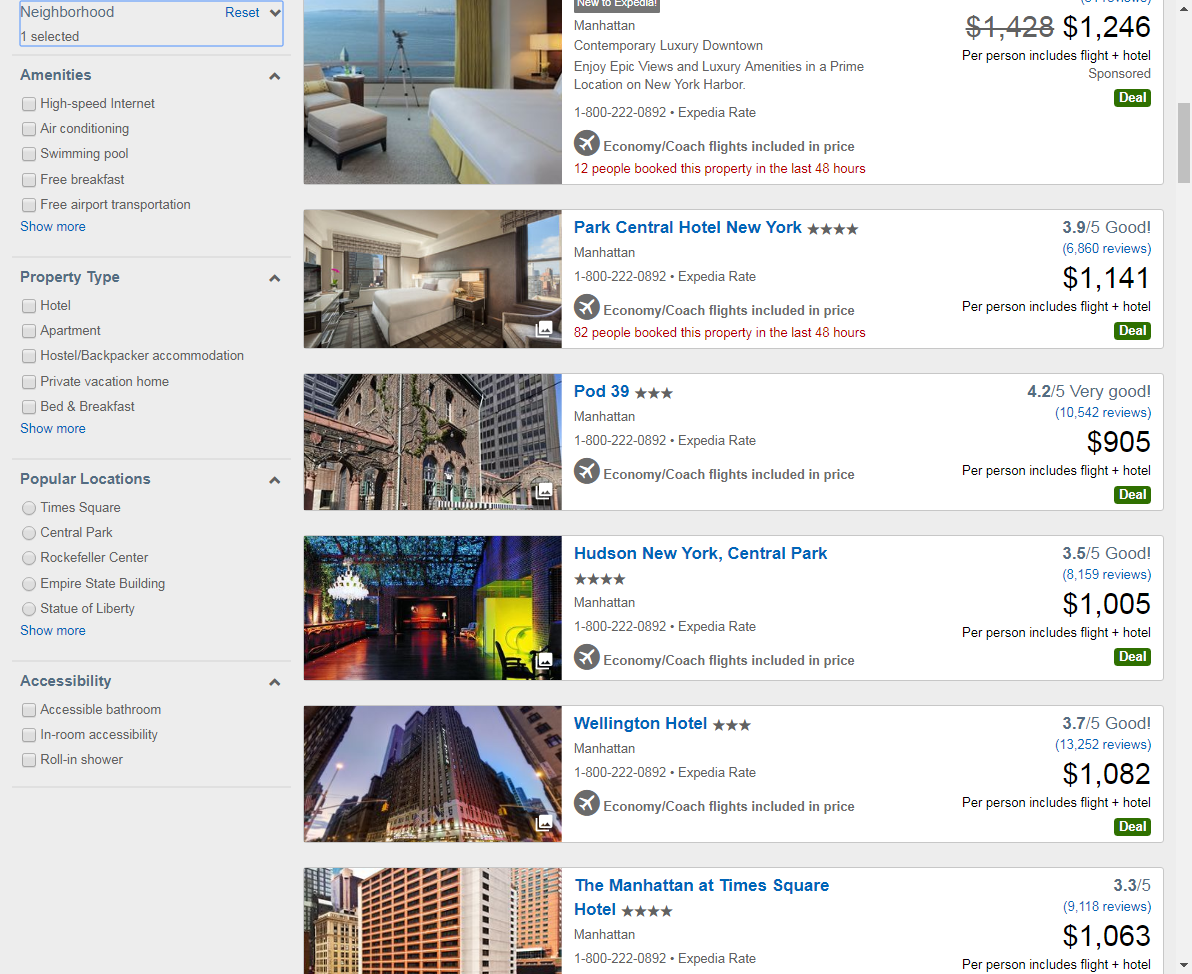 Neighborhood Reset
1 selected
Amenities
High-speed Internet
Air conditioning
Swimming pool
Free breakfast
Free airport transportation
Show more
Property Type
Hotel
Apartment
Hostel/Backpacker accommodation
Private vacation home
Bed & Breakfast
Show more
Popular Locations
Times Square
Central Park
Rockefeller Center
Empire State Building
Statue of Liberty
Show more
Accessibility
Accessible bathroom
In-room accessibility
Roll-in shower
New to Expedia!
Manhattan
Contemporary Luxury Downtown
Enjoy Epic Views and Luxury Amenities in a Prime
Location on New York Harbor.
1-800-222-0892 • Expedia Rate
Economy/Coach flights included in price
12 people booked this property in the last 48 hours
$1,428 $1,246
Per person includes flight + hotel
Sponsored
Deal
Park Central Hotel New York
Manhattan
1-800-222-0892 • Expedia Rate
Economy/Coach flights included in price
82 people booked this property in the last 48 hours
3.9/5 Good!
(6,860 reviews)
$1,141
Per person includes flight + hotel
Deal
Pod 39
Manhattan
1-800-222-0892 • Expedia Rate
Economy/Coach flights included in price
4.2/5 Very good!
(10,542 reviews)
$905
Per person includes flight + hotel
Deal
Hudson New York, Central Park
Manhattan
1-800-222-0892 • Expedia Rate
Economy/Coach flights included in price
3.5/5 Good!
(8,159 reviews)
$1,005
Per person includes flight + hotel
Deal
Wellington Hotel
Manhattan
1-800-222-0892 • Expedia Rate
Economy/Coach flights included in price
3.7/5 Good!
(13,252 reviews)
$1,082
Per person includes flight + hotel
Deal
The Manhattan at Times Square
Hotel
Manhattan
1-800-222-0892 • Expedia Rate
3.3/5
(9,118 reviews)
$1,063
Per person includes flight + hotel